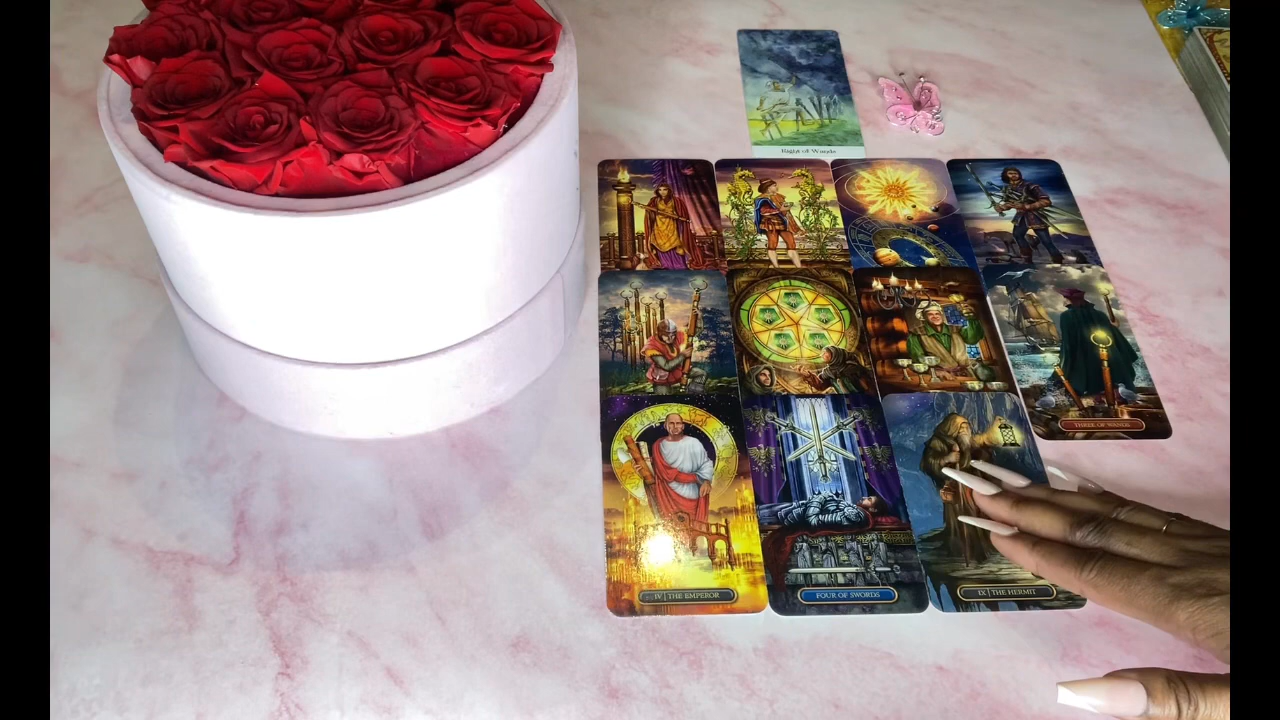 Eight of Wands
THREE OF WANDS
IV | THE EMPEROR
FOUR OF SWORDS
IX | THE HERMIT